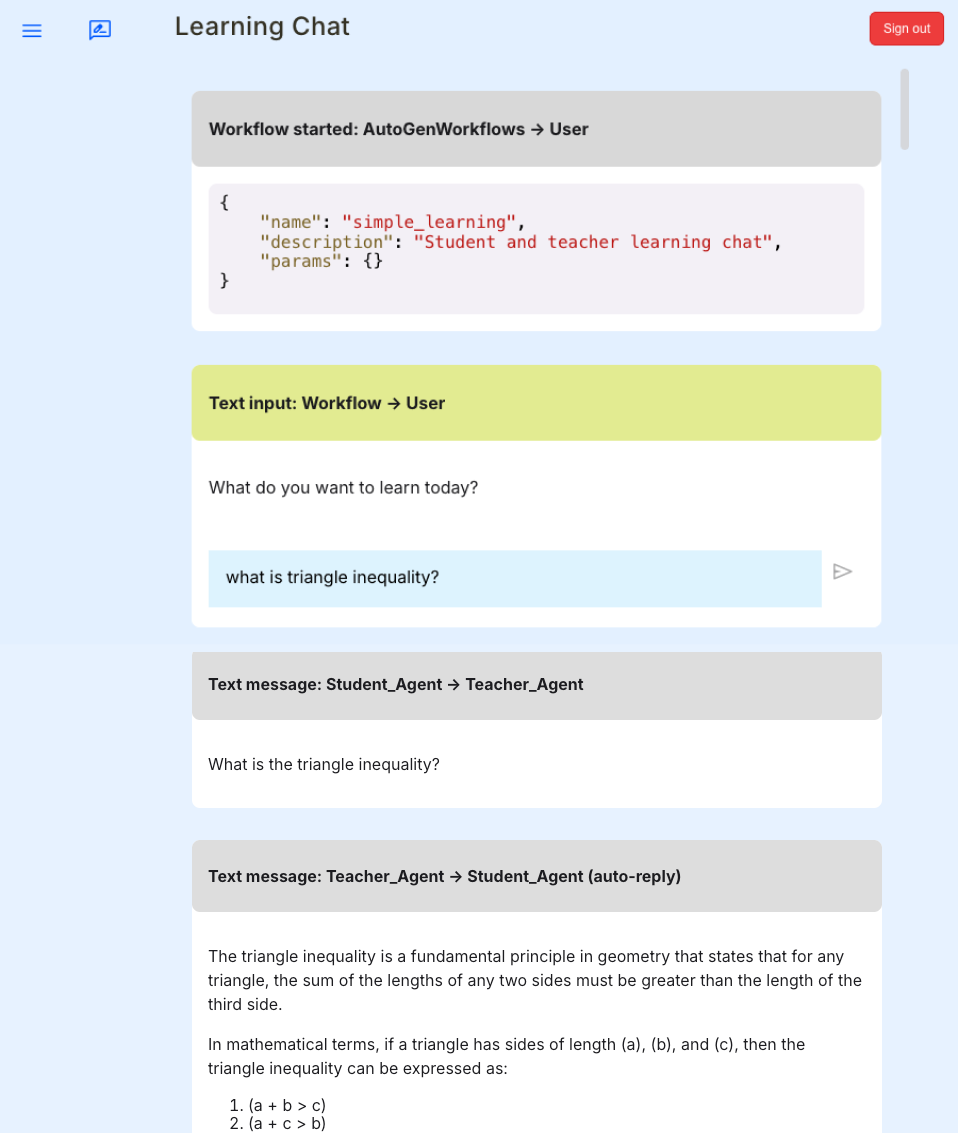 Learning Chat
Sign out
Workflow started: AutoGenWorkflows → User
{
    "name": "simple_learning",
    "description": "Student and teacher learning chat",
    "params": {}
}
Text input: Workflow → User
What do you want to learn today?
what is triangle inequality?
Text message: Student_Agent → Teacher_Agent
What is the triangle inequality?
Text message: Teacher_Agent → Student_Agent (auto-reply)
The triangle inequality is a fundamental principle in geometry that states that for any
triangle, the sum of the lengths of any two sides must be greater than the length of the
third side.
In mathematical terms, if a triangle has sides of length (a), (b), and (c), then the
triangle inequality can be expressed as:
1. (a + b > c)
2. (a + c > b)